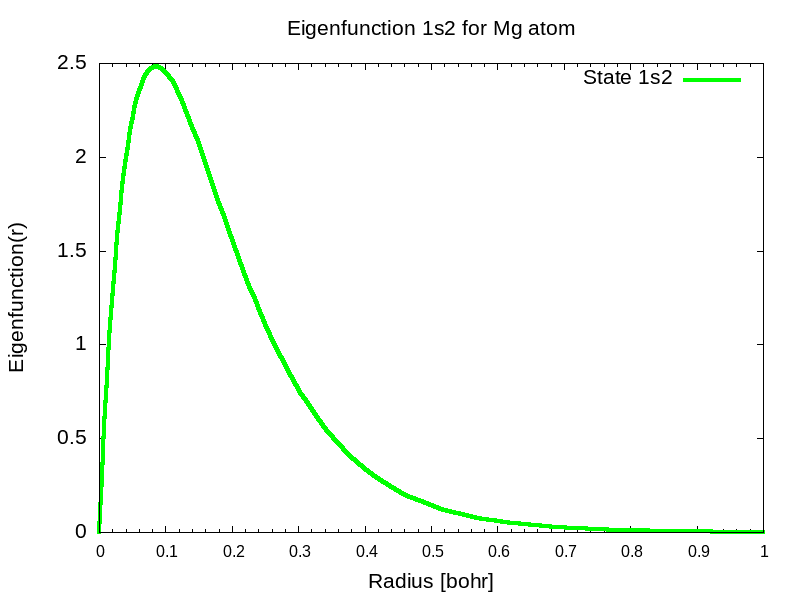 Eigenfunction 1s2 for Mg atom
State 1s2
2.5
2
1.5
1
0.5
0
Eigenfunction(r)
0 0.1 0.2 0.3 0.4 0.5 0.6 0.7 0.8 0.9 1
Radius [bohr]